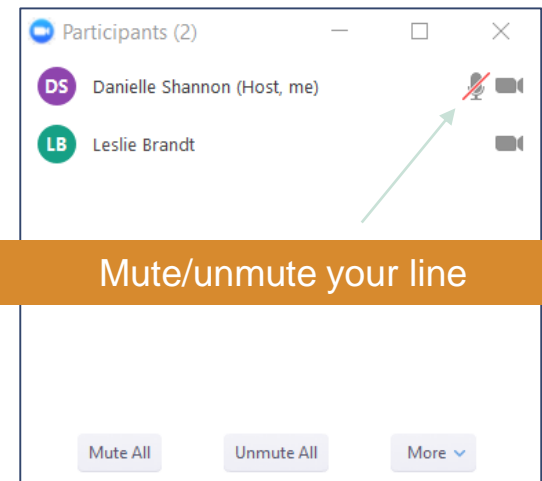 Participants (2)
DS Danielle Shannon (Host, me)
LB Leslie Brandt
Mute/unmute your line
Mute All Unmute All More